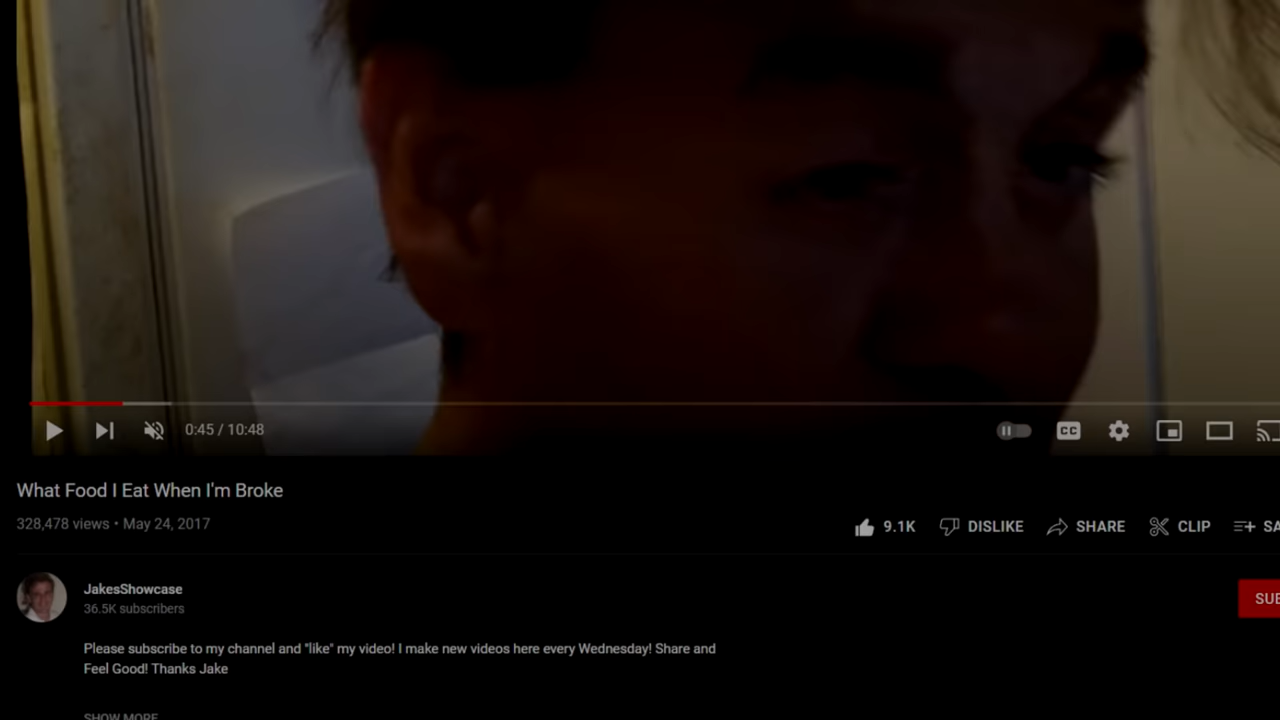 CC
0:45 / 10:48
What Food I Eat When I'm Broke
328,478 views • May 24, 2017
9.1K DISLIKE SHARE CLIP
JakesShowcase
36.5K subscribers
Please subscribe to my channel and "like" my video! I make new videos here every Wednesday! Share and
Feel Good! Thanks Jake
SHOW MORE